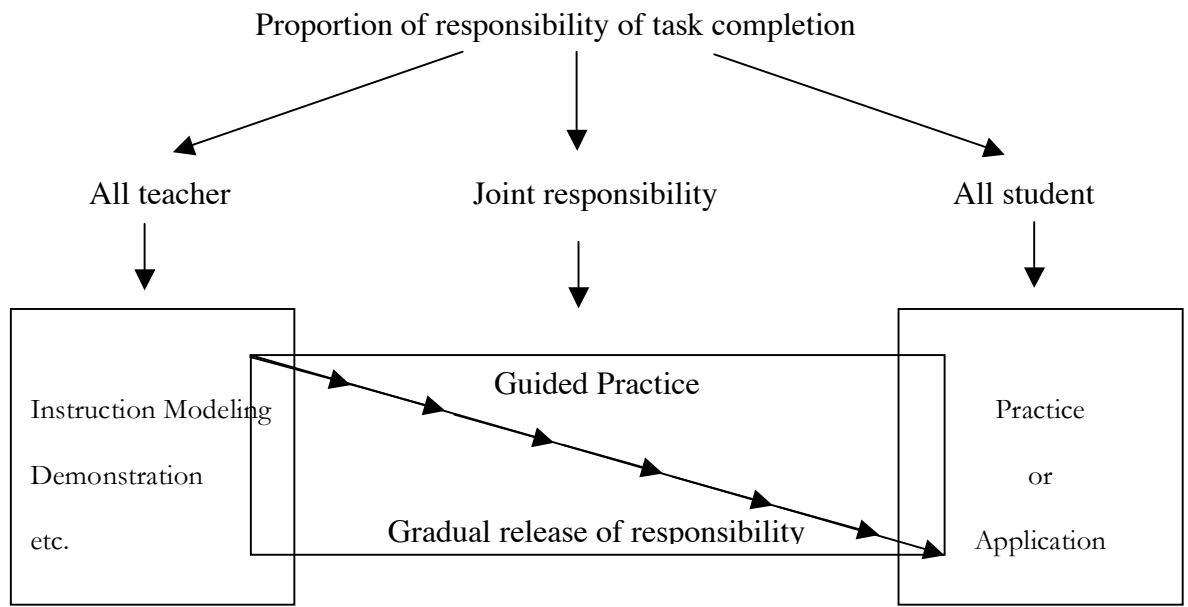 Proportion of responsibility of task completion
All teacher
Joint responsibility
All student
Instruction Modeling
Demonstration
etc.
Guided Practice
Gradual release of responsibility
Practice
or
Application